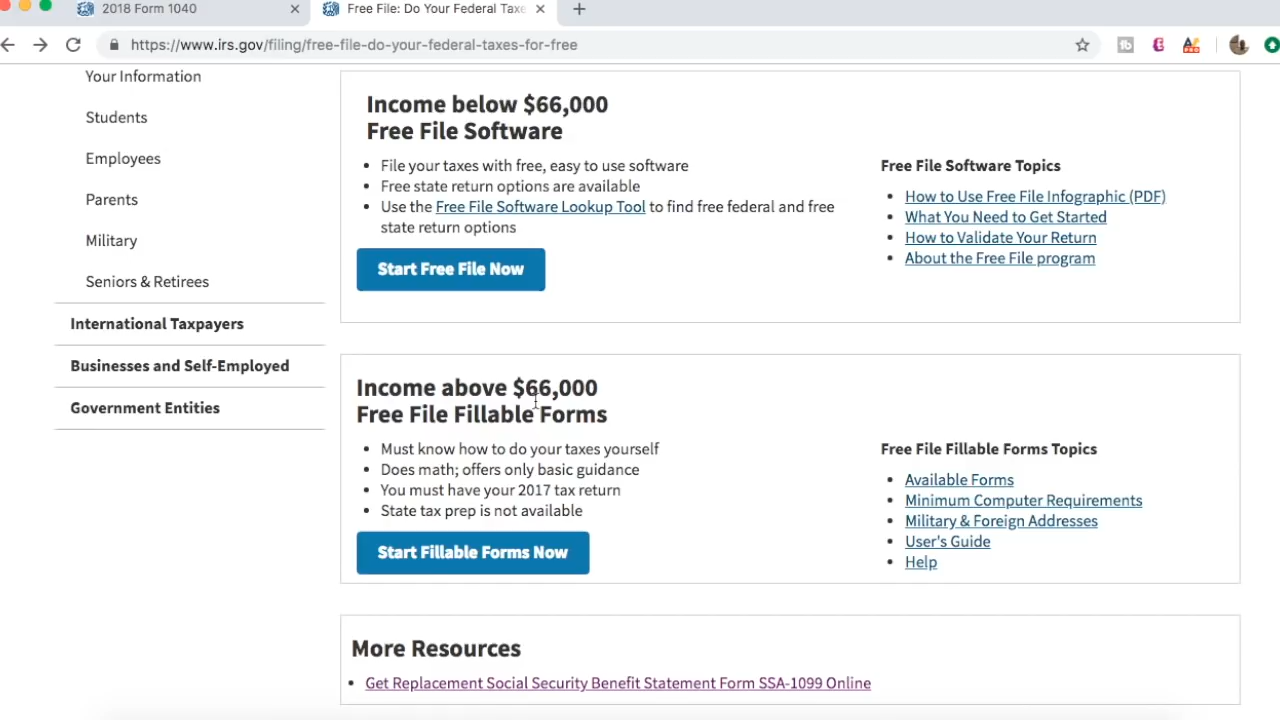 2018 Form 1040
Free File: Do Your Federal Taxe
https://www.irs.gov/filing/free-file-do-your-federal-taxes-for-free
Your Information
Students
Employees
Parents
Military
Seniors & Retirees
International Taxpayers
Businesses and Self-Employed
Government Entities
Income below $66,000
Free File Software
File your taxes with free, easy to use software
Free state return options are available
Use the Free File Software Lookup Tool to find free federal and free
state return options
Start Free File Now
Free File Software Topics
How to Use Free File Infographic (PDF)
What You Need to Get Started
How to Validate Your Return
About the Free File program
Income above $66,000
Free File Fillable Forms
Must know how to do your taxes yourself
Does math; offers only basic guidance
You must have your 2017 tax return
State tax prep is not available
Start Fillable Forms Now
Free File Fillable Forms Topics
Available Forms
Minimum Computer Requirements
Military & Foreign Addresses
User's Guide
Help
More Resources
Get Replacement Social Security Benefit Statement Form SSA-1099 Online